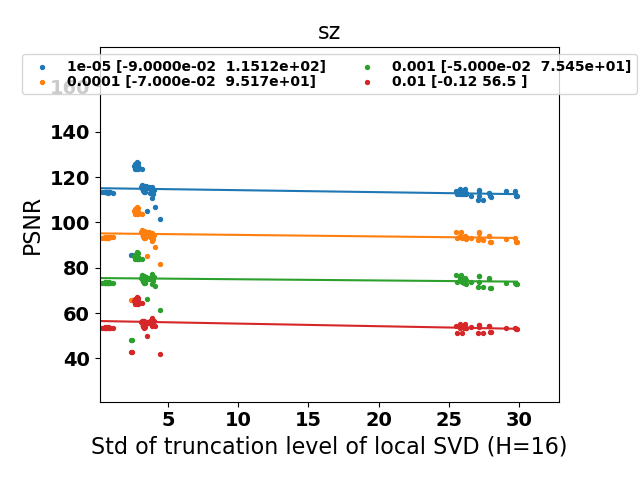 sz
1e-05 [-9.0000e-02  1.1512e+02]
0.0001 [-7.000e-02  9.517e+01]
0.001 [-5.000e-02  7.545e+01]
0.01 [-0.12 56.5 ]
160
140
120
100
80
60
40
PSNR
5 10 15 20 25 30
Std of truncation level of local SVD (H=16)